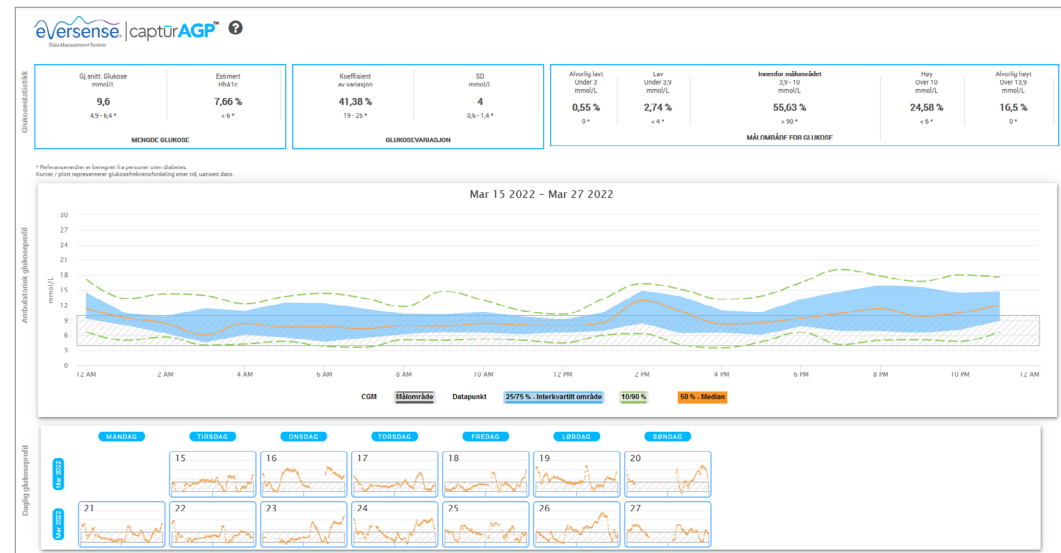 eversense. | captūrAGP™ ?
Data Management System
Glukosestatistikk
Gj.snitt. Glukose
mmol/L
9,6
4,9 - 6,4 *
Estimert
HbA1c
7,66 %
< 6 *
MENGDE GLUKOSE
Koeffisient
av variasjon
41,38 %
19 - 25 *
SD
mmol/L
4
0,6 - 1,4 *
GLUKOSEVARIASJON
Alvorlig lavt
Under 3
mmol/L
0,55 %
0 *
Lav
Under 3,9
mmol/L
2,74 %
< 4 *
Innenfor målområdet
3,9 - 10
mmol/L
55,63 %
> 90 *
Høy
Over 10
mmol/L
24,58 %
< 6 *
Alvorlig høyt
Over 13,9
mmol/L
16,5 %
0 *
MÅLOMRÅDE FOR GLUKOSE
* Referanseverdier er beregnet fra personer uten diabetes.
Kurver / plott representerer glukosefrekvensfordeling etter tid, uansett dato.
Ambulatorisk glukoseprofil
Mar 15 2022 - Mar 27 2022
mmol/L
30
27
24
21
18
15
12
9
6
3
0
12 AM 2 AM 4 AM 6 AM 8 AM 10 AM 12 PM 2 PM 4 PM 6 PM 8 PM 10 PM 12 AM
CGM Målområde Datapunkt 25/75 % - Interkvartilt område 10/90 % 50 % - Median
Daglig glukoseprofil
MANDAG TIRSDAG ONSDAG TORSDAG FREDAG LØRDAG SØNDAG
Mar 2022
15 16 17 18 19 20
Mar 2022
21 22 23 24 25 26 27